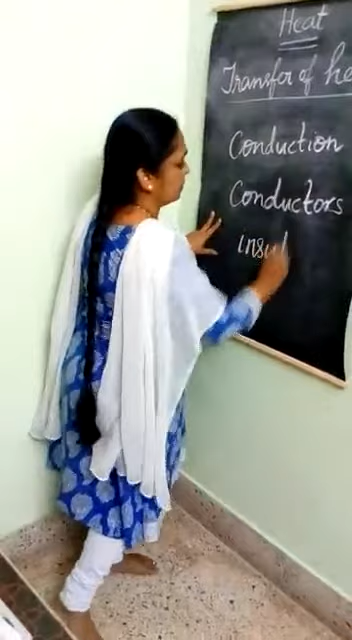 Heat
Transfer of he
Conduction
Conductors
insul